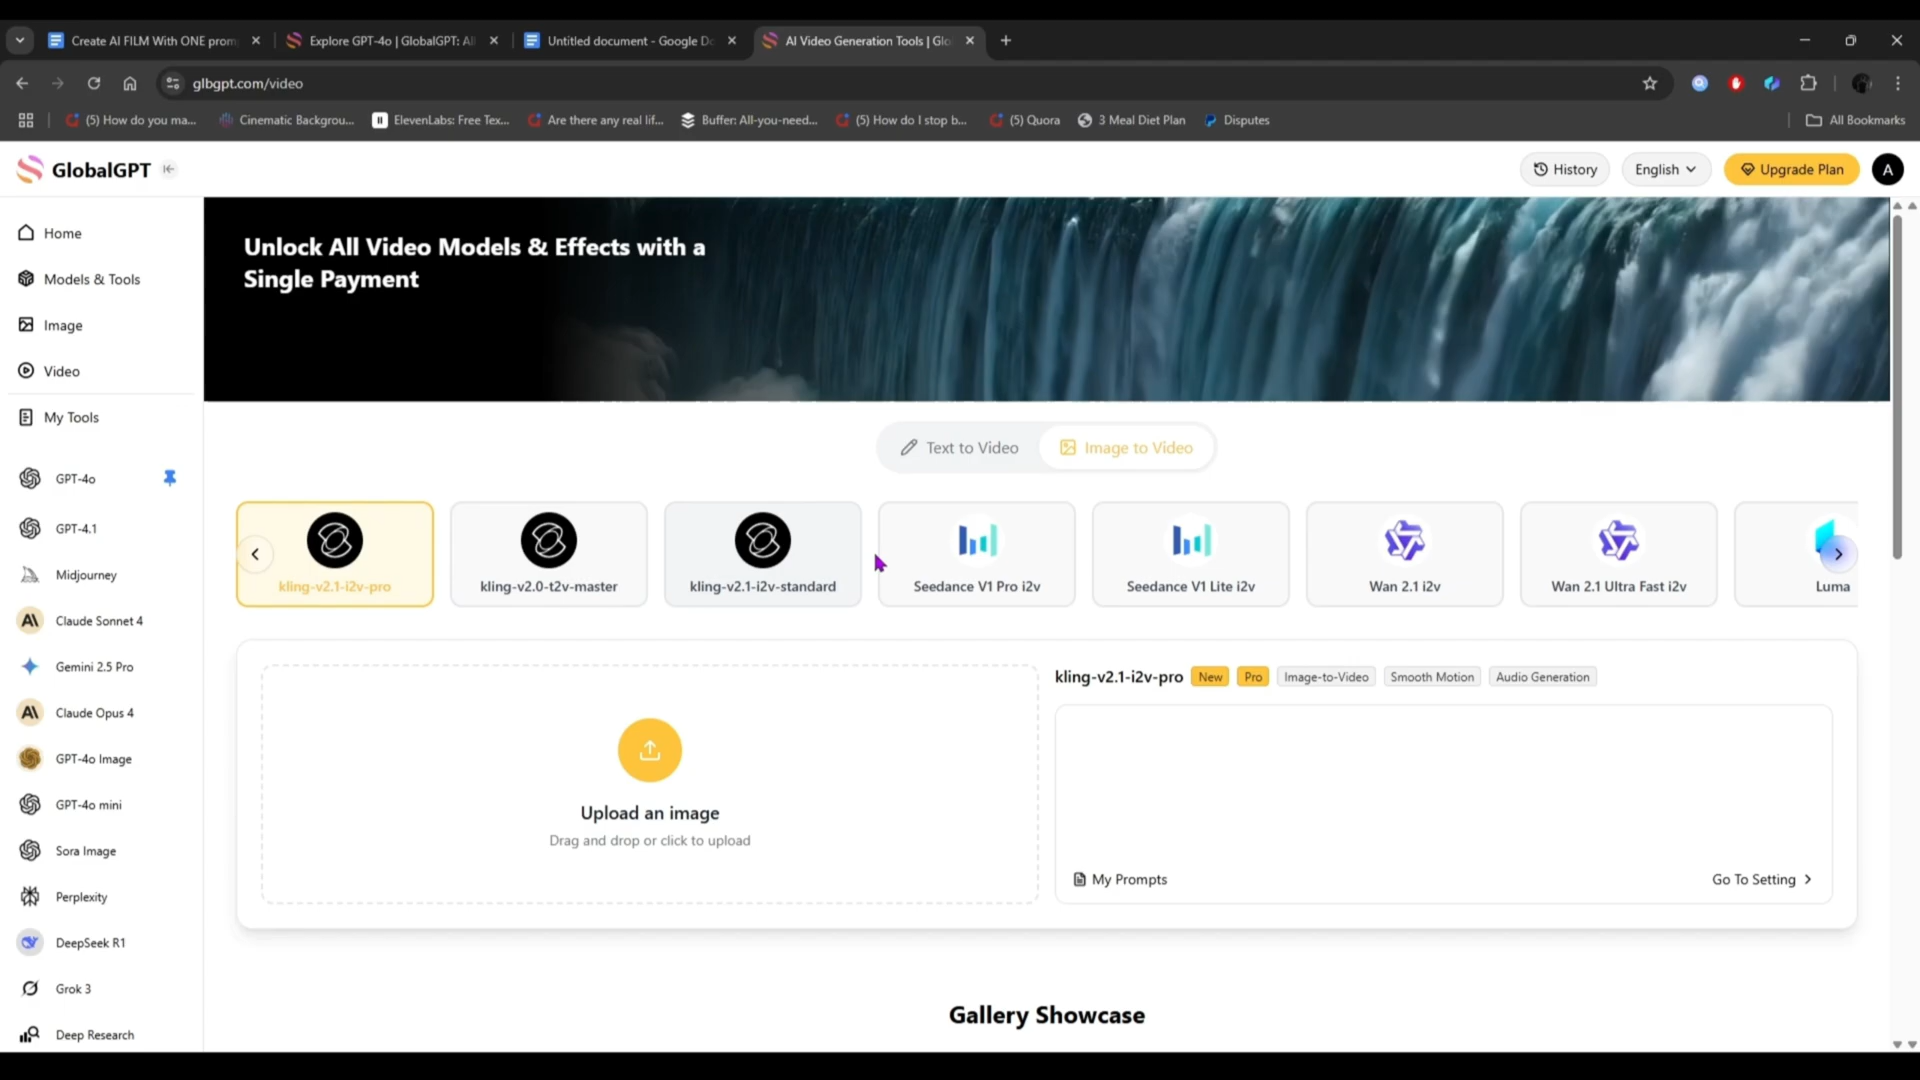 Create AI FILM With ONE prom
Explore GPT-4o | GlobalGPT: Al
Untitled document - Google Do
AI Video Generation Tools | Glo
glbgpt.com/video
(5) How do you ma...
Cinematic Backgrou...
ElevenLabs: Free Tex...
Are there any real lif...
Buffer: All-you-need...
(5) How do I stop b...
(5) Quora
3 Meal Diet Plan
Disputes
All Bookmarks
GlobalGPT
History
English
Upgrade Plan
A
Home
Models & Tools
Image
Video
My Tools
GPT-4o
GPT-4.1
Midjourney
Claude Sonnet 4
Gemini 2.5 Pro
Claude Opus 4
GPT-4o Image
GPT-4o mini
Sora Image
Perplexity
DeepSeek R1
Grok 3
Deep Research
Unlock All Video Models & Effects with a
Single Payment
Text to Video
Image to Video
kling-v2.1-i2v-pro
kling-v2.0-t2v-master
kling-v2.1-i2v-standard
Seedance V1 Pro i2v
Seedance V1 Lite i2v
Wan 2.1 i2v
Wan 2.1 Ultra Fast i2v
Luma
Upload an image
Drag and drop or click to upload
kling-v2.1-i2v-pro New Pro Image-to-Video Smooth Motion Audio Generation
My Prompts
Go To Setting
Gallery Showcase